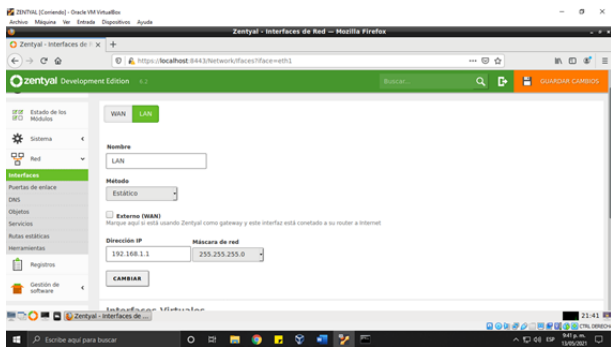 ZENTYAL [Corriendo] - Oracle VM VirtualBox
Archivo Máquina Ver Entrada Dispositivos Ayuda
Zentyal - Interfaces de Red — Mozilla Firefox
Zentyal - Interfaces de
https://localhost:8443/Network/Ifaces?iface=eth1
zentyal Development Edition 6.2
Buscar...
GUARDAR CAMBIOS
Estado de los
Módulos
Sistema
Red
Interfaces
Puertas de enlace
DNS
Objetos
Servicios
Rutas estáticas
Herramientas
Registros
Gestión de
software
WAN LAN
Nombre
LAN
Método
Estático
Externo (WAN)
Marque aquí si está usando Zentyal como gateway y este interfaz está conetado a su router a Internet
Dirección IP Máscara de red
192.168.1.1 255.255.255.0
CAMBIAR
Interfaces Virtuales
Zentyal - Interfaces de ...
21:41
CTRL DERECHA
Escribe aquí para buscar
ESP
9:41 p. m.
13/05/2021